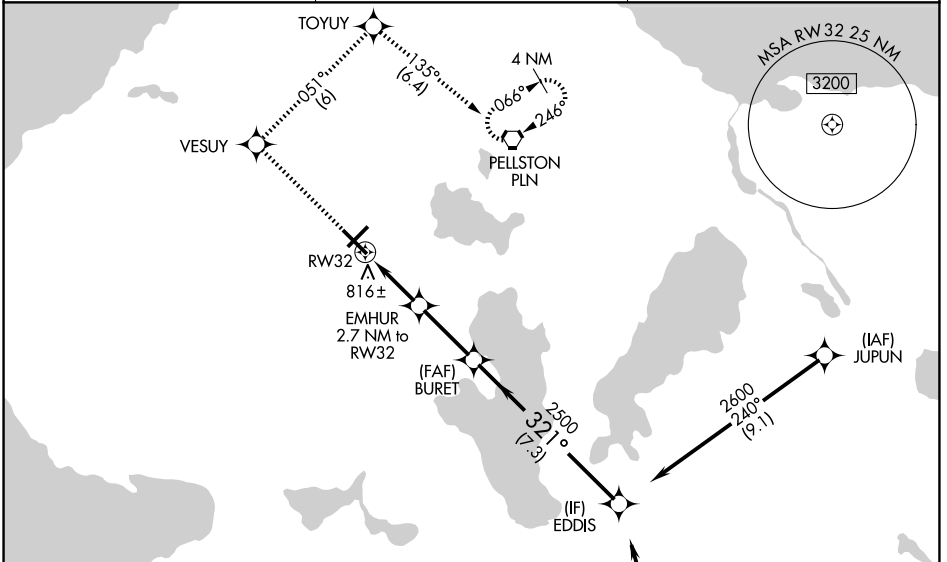 TOYUY
051°
(6)
135°
(6.4)
4 NM
066°
246°
PELLSTON
PLN
MSA RW32 25 NM
3200
VESUY
RW32
816±
EMHUR
2.7 NM to
RW32
(FAF)
BURET
2500
321°
(7.3)
(IAF)
JUPUN
2600
240°
(9.1)
(IF)
EDDIS